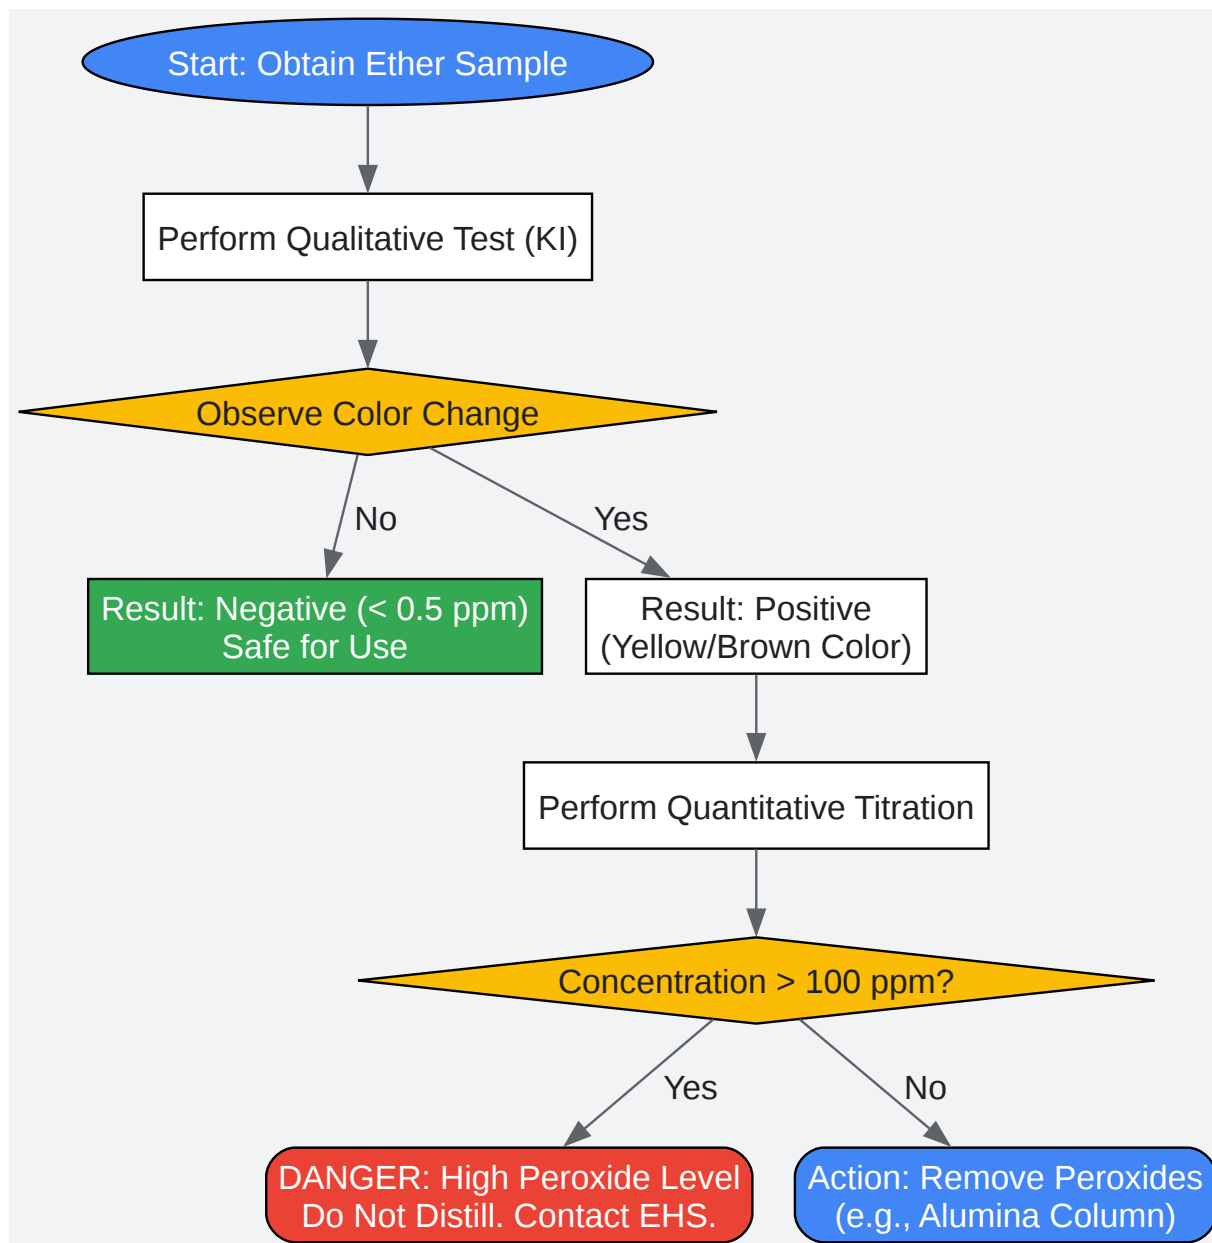 Start: Obtain Ether Sample
Perform Qualitative Test (KI)
Observe Color Change
No
Yes
Result: Negative (< 0.5 ppm)
Safe for Use
Result: Positive
(Yellow/Brown Color)
Perform Quantitative Titration
Concentration > 100 ppm?
Yes
No
DANGER: High Peroxide Level
Do Not Distill. Contact EHS.
Action: Remove Peroxides
(e.g., Alumina Column)